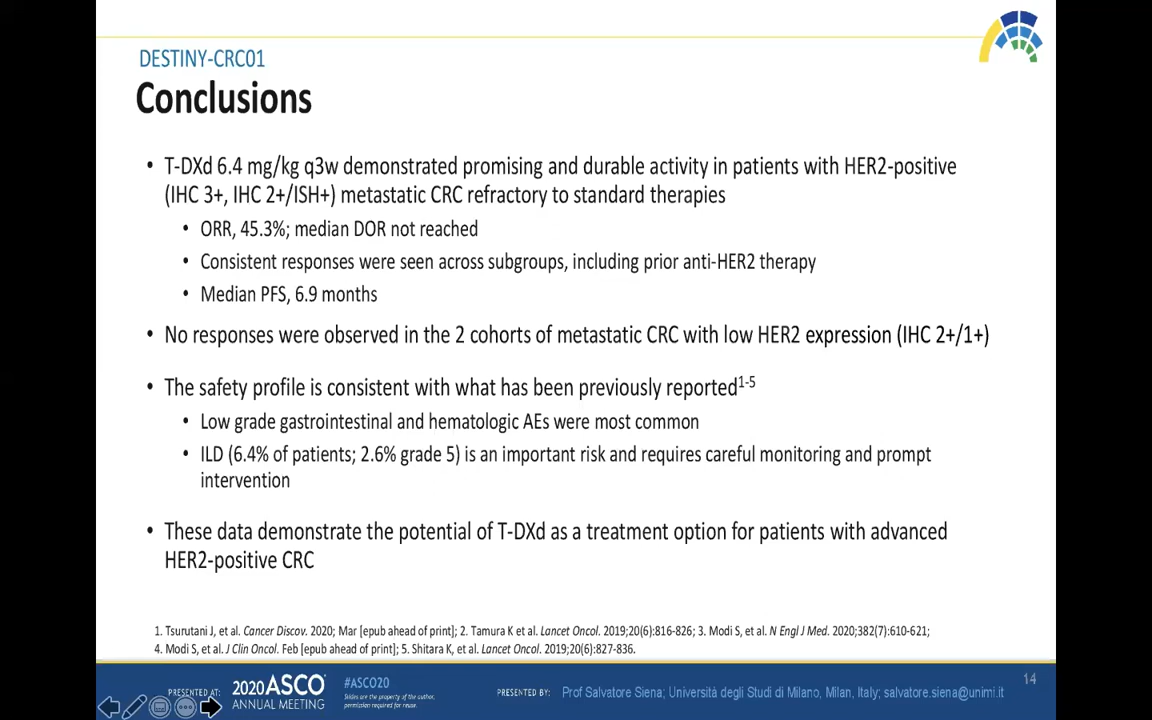 DESTINY-CRC01
Conclusions
• T-DXd 6.4 mg/kg q3w demonstrated promising and durable activity in patients with HER2-positive
(IHC 3+, IHC 2+/ISH+) metastatic CRC refractory to standard therapies
• ORR, 45.3%; median DOR not reached
• Consistent responses were seen across subgroups, including prior anti-HER2 therapy
• Median PFS, 6.9 months
• No responses were observed in the 2 cohorts of metastatic CRC with low HER2 expression (IHC 2+/1+)
• The safety profile is consistent with what has been previously reported1-5
• Low grade gastrointestinal and hematologic AEs were most common
• ILD (6.4% of patients; 2.6% grade 5) is an important risk and requires careful monitoring and prompt
intervention
• These data demonstrate the potential of T-DXd as a treatment option for patients with advanced
HER2-positive CRC
1. Tsurutani J, et al. Cancer Discov. 2020; Mar [epub ahead of print]; 2. Tamura K et al. Lancet Oncol. 2019;20(6):816-826; 3. Modi S, et al. N Engl J Med. 2020;382(7):610-621;
4. Modi S, et al. J Clin Oncol. Feb [epub ahead of print]; 5. Shitara K, et al. Lancet Oncol. 2019;20(6):827-836.
PRESENTED AT:
2020 ASCO
ANNUAL MEETING
#ASCO20
Slides are the property of the author,
permission required for reuse.
PRESENTED BY:
Prof Salvatore Siena; Università degli Studi di Milano, Milan, Italy; salvatore.siena@unimi.it
14